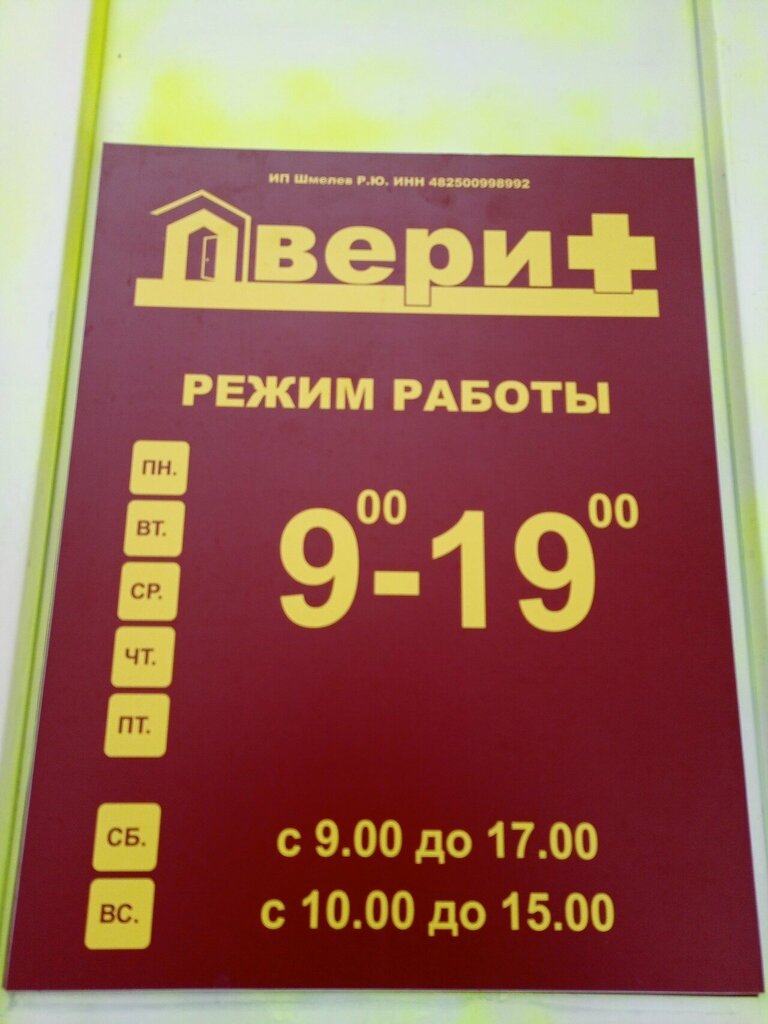 ИП Шмелев Р.Ю. ИНН 482500998992
Двери+
РЕЖИМ РАБОТЫ
ПН.
ВТ.
СР.
ЧТ.
ПТ.
9⁰⁰-19⁰⁰
СБ. с 9.00 до 17.00
ВС. с 10.00 до 15.00